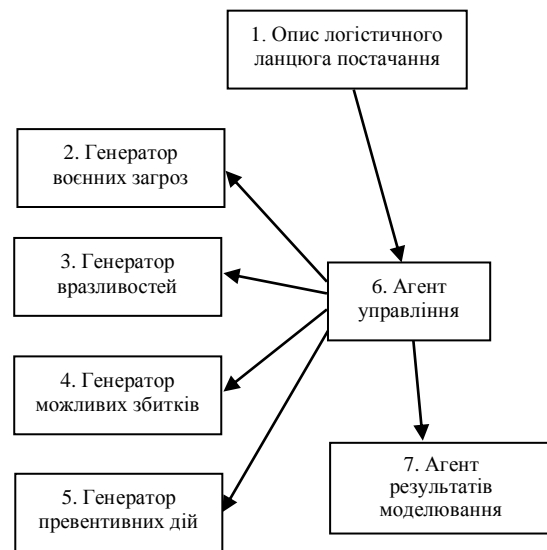 1. Опис логістичного
ланцюга постачання
2. Генератор
воєнних загроз
3. Генератор
вразливостей
6. Агент
управління
4. Генератор
можливих збитків
7. Агент
результатів
моделювання
5. Генератор
превентивних дій